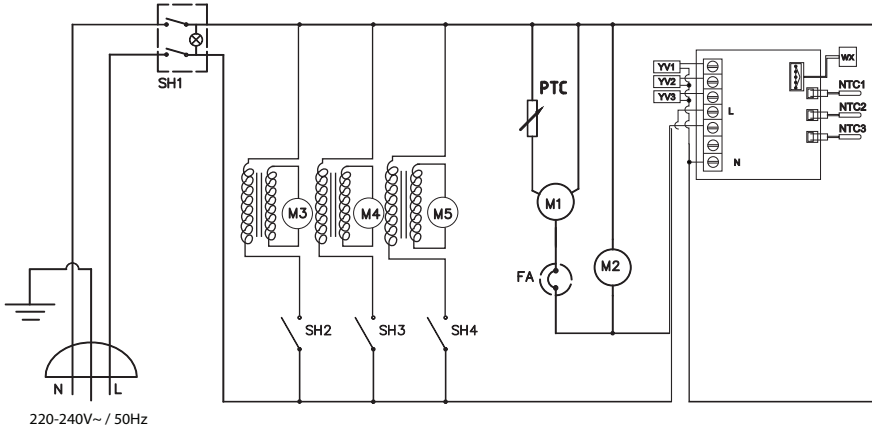 SH1
YV1
YV2
YV3
L
N
WX
NTC1
NTC2
NTC3
PTC
M3
M4
M5
M1
FA
M2
SH2
SH3
SH4
N
L
220-240V~ / 50Hz